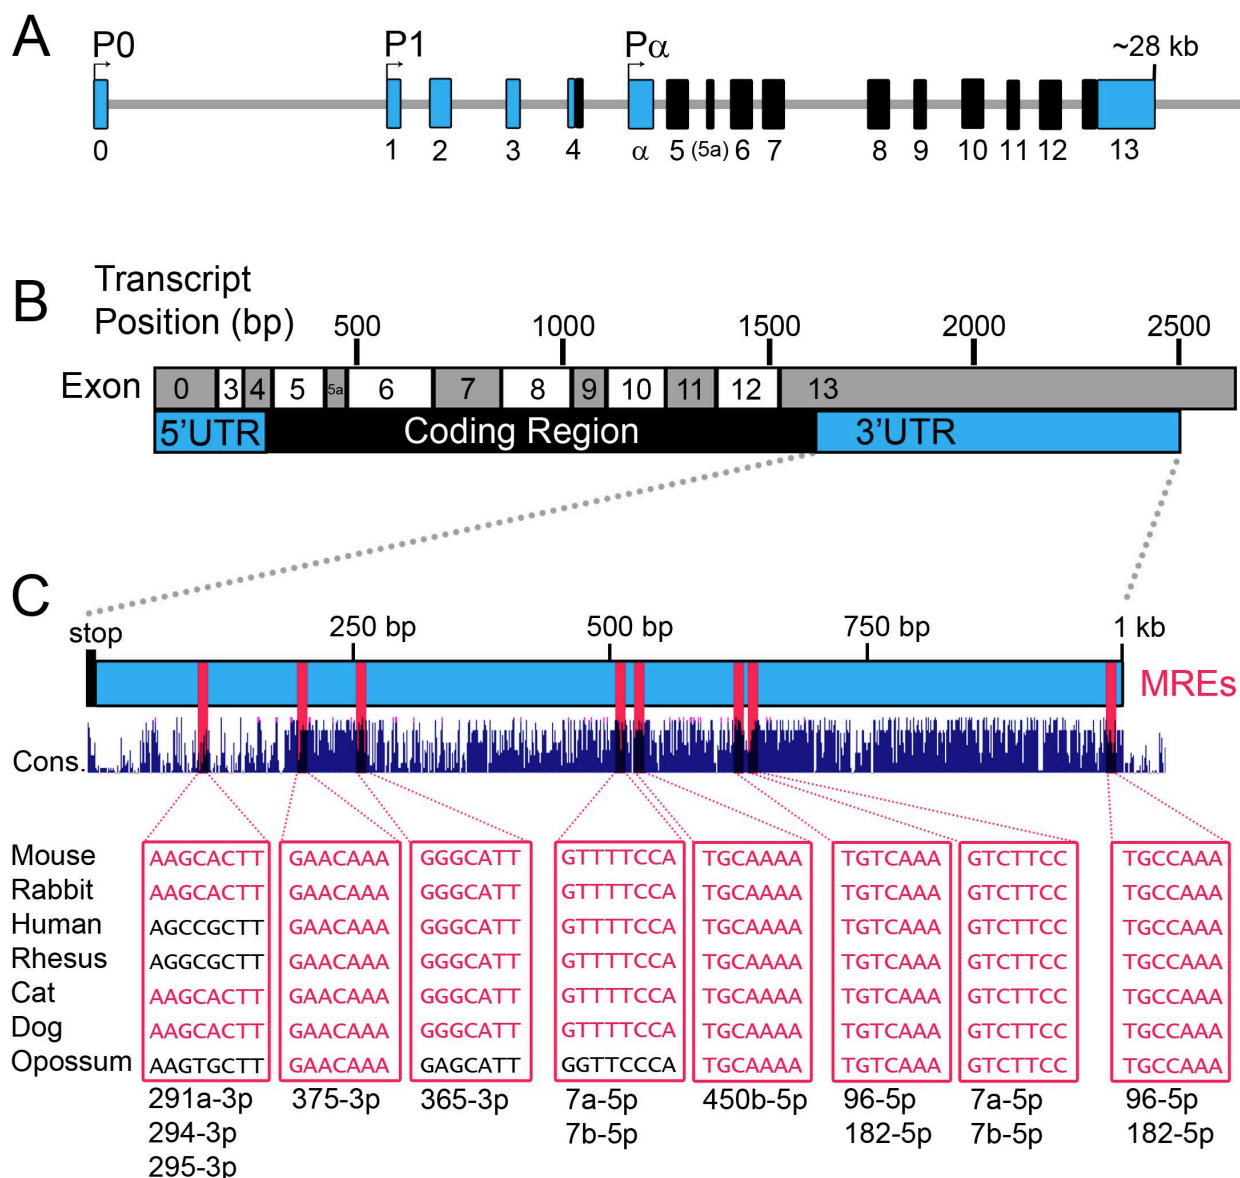 A
P0 P1 Pα ~28 kb
0 1 2 3 4 α 5 (5a) 6 7 8 9 10 11 12 13
B
Transcript
Position (bp) 500 1000 1500 2000 2500
Exon 0 3 4 5 5a 6 7 8 9 10 11 12 13
5'UTR Coding Region 3'UTR
C
stop 250 bp 500 bp 750 bp 1 kb
MREs
Cons.
Mouse AAGCACTT GAACAAA GGGCATT GTTTTCCA TGCAAAA TGTCAAA GTCTTCC TGCCAAA
Rabbit AAGCACTT GAACAAA GGGCATT GTTTTCCA TGCAAAA TGTCAAA GTCTTCC TGCCAAA
Human AGCCGCTT GAACAAA GGGCATT GTTTTCCA TGCAAAA TGTCAAA GTCTTCC TGCCAAA
Rhesus AGGCGCTT GAACAAA GGGCATT GTTTTCCA TGCAAAA TGTCAAA GTCTTCC TGCCAAA
Cat AAGCACTT GAACAAA GGGCATT GTTTTCCA TGCAAAA TGTCAAA GTCTTCC TGCCAAA
Dog AAGCACTT GAACAAA GGGCATT GTTTTCCA TGCAAAA TGTCAAA GTCTTCC TGCCAAA
Opossum AAGTGCTT GAACAAA GAGCATT GGTTCCCA TGCAAAA TGTCAAA GTCTTCC TGCCAAA
291a-3p 375-3p 365-3p 7a-5p 450b-5p 96-5p 7a-5p 96-5p
294-3p 7b-5p 182-5p 7b-5p 182-5p
295-3p